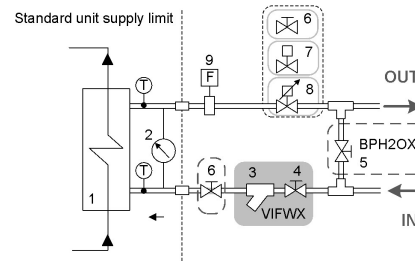 Standard unit supply limit
6
7
8
9
F
OUT
T
2
BPH2OX
5
T
6
3
4
1
VIFWX
IN